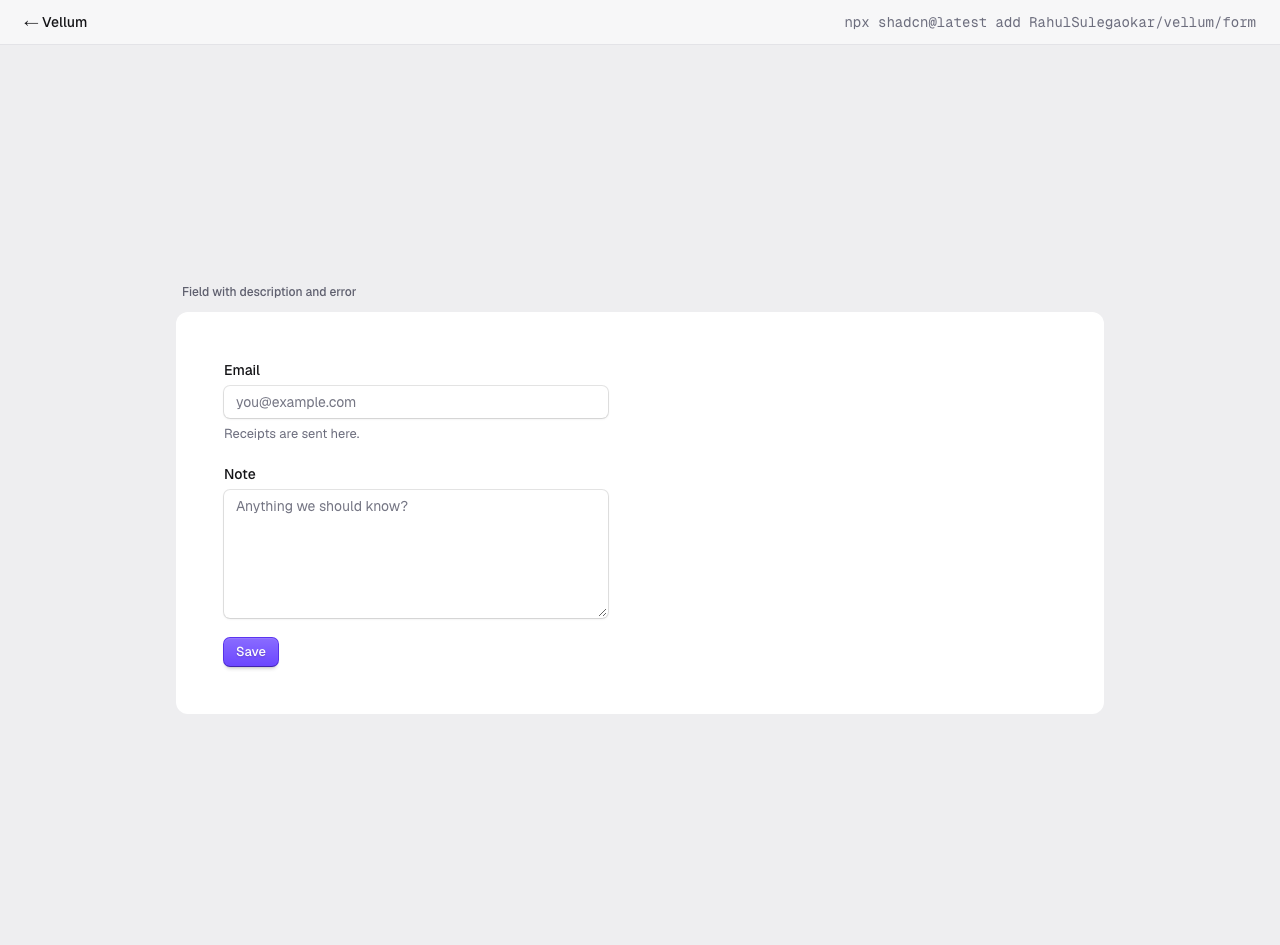 ← Vellum
npx shadcn@latest add RahulSulegaokar/vellum/form
Field with description and error
Email
you@example.com
Receipts are sent here.
Note
Anything we should know?
Save